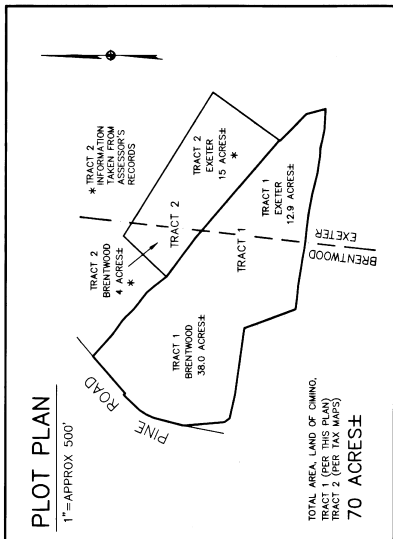 PLOT PLAN
1"=APPROX 500'
* TRACT 2
INFORMATION
TAKEN FROM
ASSESSOR'S
RECORDS
TRACT 2
BRENTWOOD
4 ACRES±
*
TRACT 2
TRACT 2
EXETER
15 ACRES±
*
PINE ROAD
TRACT 1
BRENTWOOD
38.0 ACRES±
TRACT 1
TRACT 1
EXETER
12.9 ACRES±
BRENTWOOD
EXETER
TOTAL AREA, LAND OF CIMINO,
TRACT 1 (PER THIS PLAN)
TRACT 2 (PER TAX MAPS)
70 ACRES±